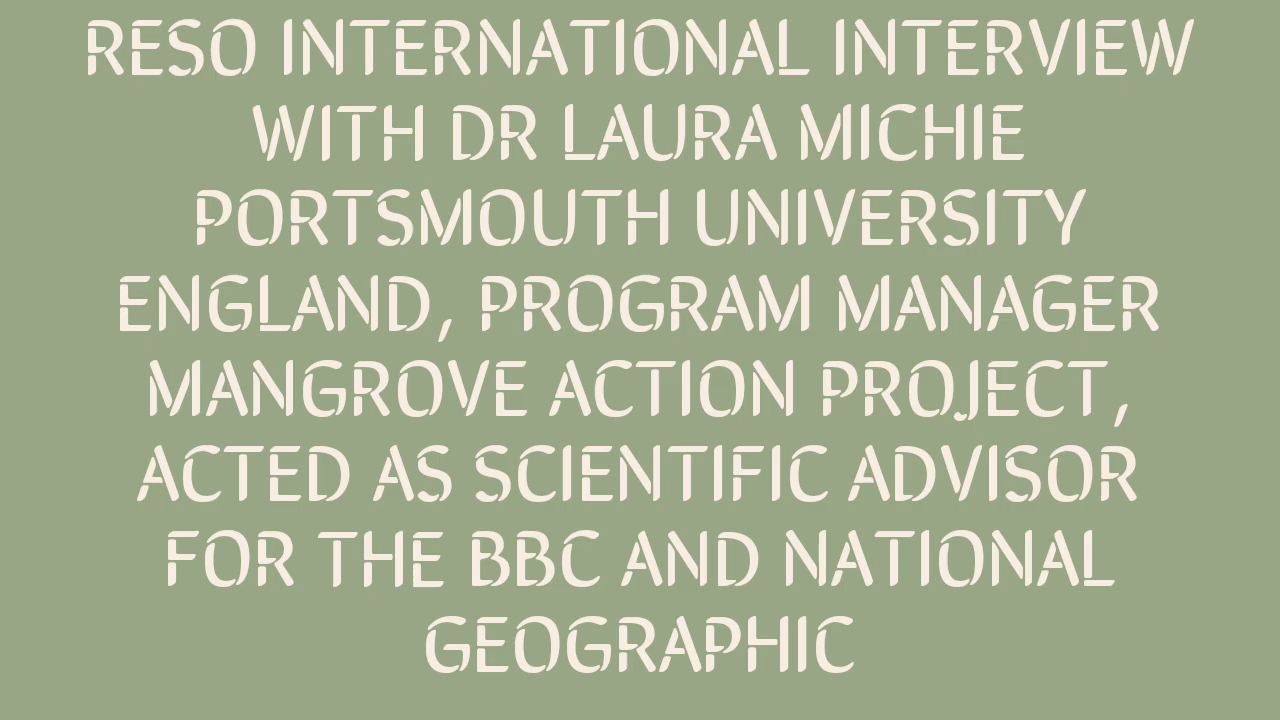 RESO INTERNATIONAL INTERVIEW
WITH DR LAURA MICHIE
PORTSMOUTH UNIVERSITY
ENGLAND, PROGRAM MANAGER
MANGROVE ACTION PROJECT,
ACTED AS SCIENTIFIC ADVISOR
FOR THE BBC AND NATIONAL
GEOGRAPHIC